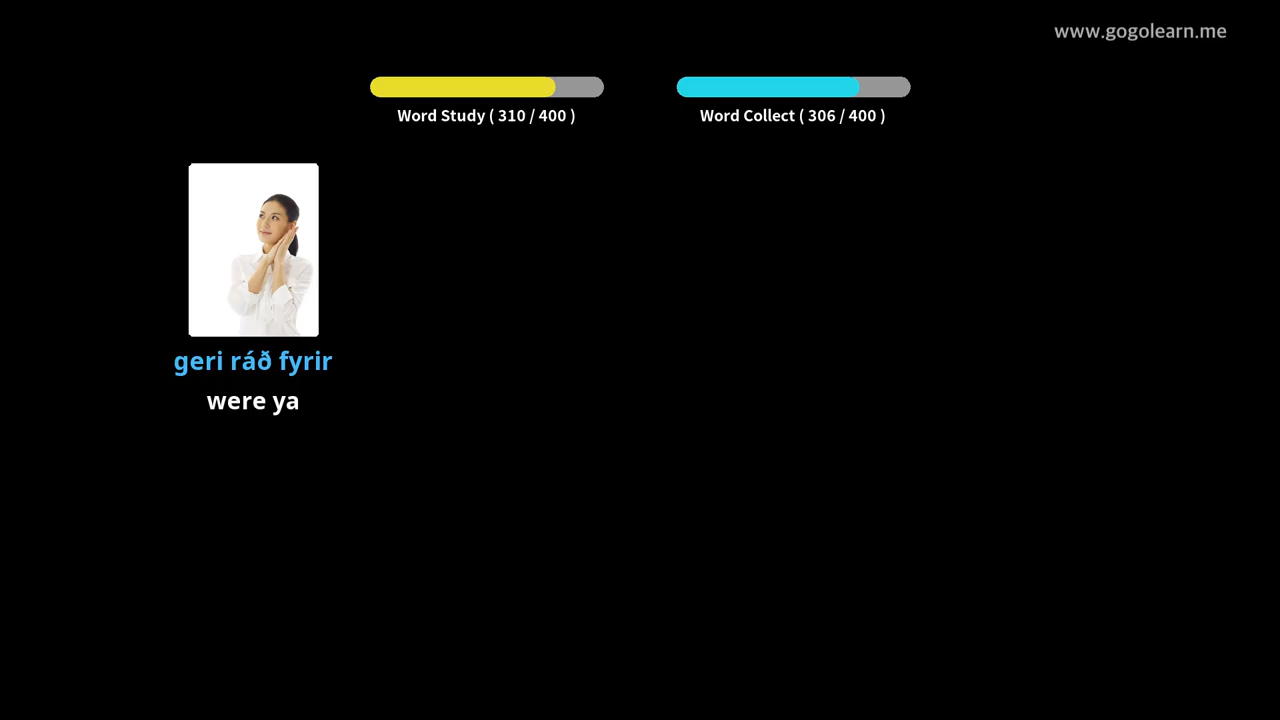 www.gogolearn.me
Word Study ( 310 / 400 )
Word Collect ( 306 / 400 )
geri ráð fyrir
were ya